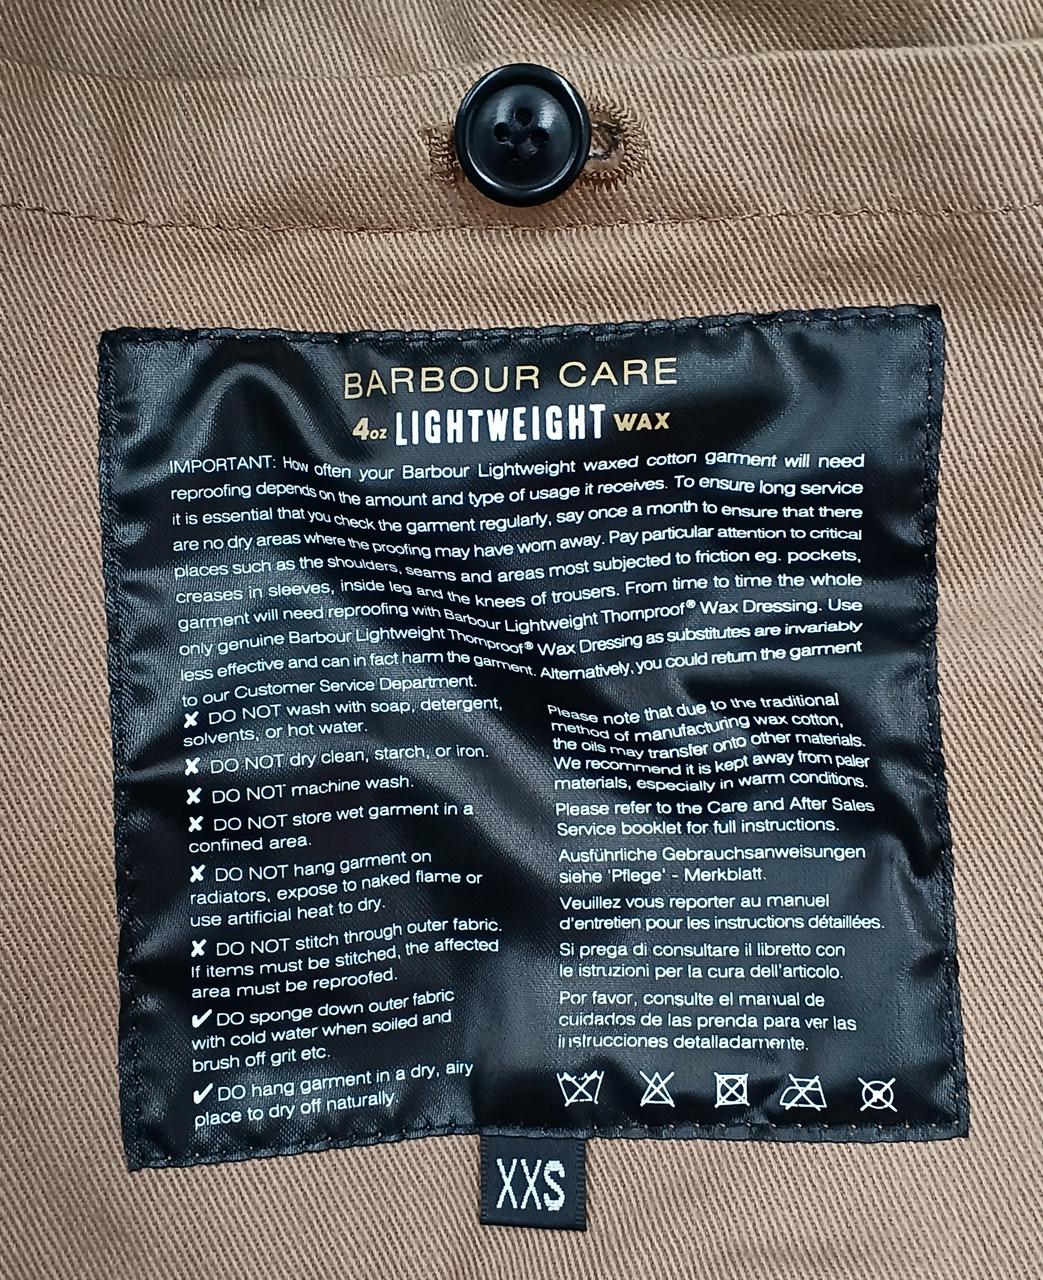 BARBOUR CARE
4oz LIGHTWEIGHT WAX
IMPORTANT: How often your Barbour Lightweight waxed cotton garment will need
reproofing depends on the amount and type of usage it receives. To ensure long service
it is essential that you check the garment regularly, say once a month to ensure that there
are no dry areas where the proofing may have worn away. Pay particular attention to critical
places such as the shoulders, seams and areas most subjected to friction eg. pockets,
creases in sleeves, inside leg and the knees of trousers. From time to time the whole
garment will need reproofing with Barbour Lightweight Thornproof® Wax Dressing. Use
only genuine Barbour Lightweight Thornproof® Wax Dressing as substitutes are invariably
less effective and can in fact harm the garment. Alternatively, you could return the garment
to our Customer Service Department.
✘ DO NOT wash with soap, detergent,
solvents, or hot water.
✘ DO NOT dry clean, starch, or iron.
✘ DO NOT machine wash.
✘ DO NOT store wet garment in a
confined area.
✘ DO NOT hang garment on
radiators, expose to naked flame or
use artificial heat to dry.
✘ DO NOT stitch through outer fabric.
If items must be stitched, the affected
area must be reproofed.
✔ DO sponge down outer fabric
with cold water when soiled and
brush off grit etc.
✔ DO hang garment in a dry, airy
place to dry off naturally.
Please note that due to the traditional
method of manufacturing wax cotton,
the oils may transfer onto other materials.
We recommend it is kept away from paler
materials, especially in warm conditions.
Please refer to the Care and After Sales
Service booklet for full instructions.
Ausführliche Gebrauchsanweisungen
siehe 'Pflege' - Merkblatt.
Veuillez vous reporter au manuel
d'entretien pour les instructions détaillées.
Si prega di consultare il libretto con
le istruzioni per la cura dell'articolo.
Por favor, consulte el manual de
cuidados de las prenda para ver las
instrucciones detalladamente.
XXS